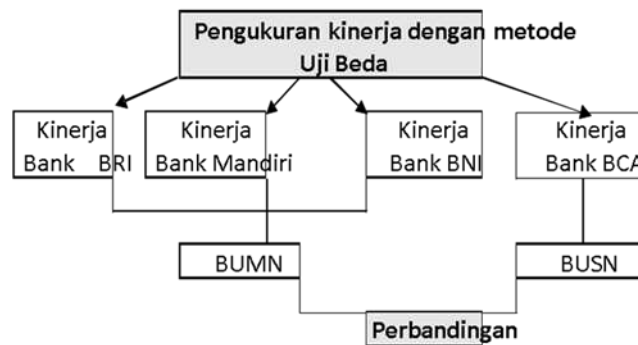 Pengukuran kinerja dengan metode
Uji Beda
Kinerja
Bank BRI
Kinerja
Bank Mandiri
Kinerja
Bank BNI
Kinerja
Bank BCA
BUMN
BUSN
Perbandingan